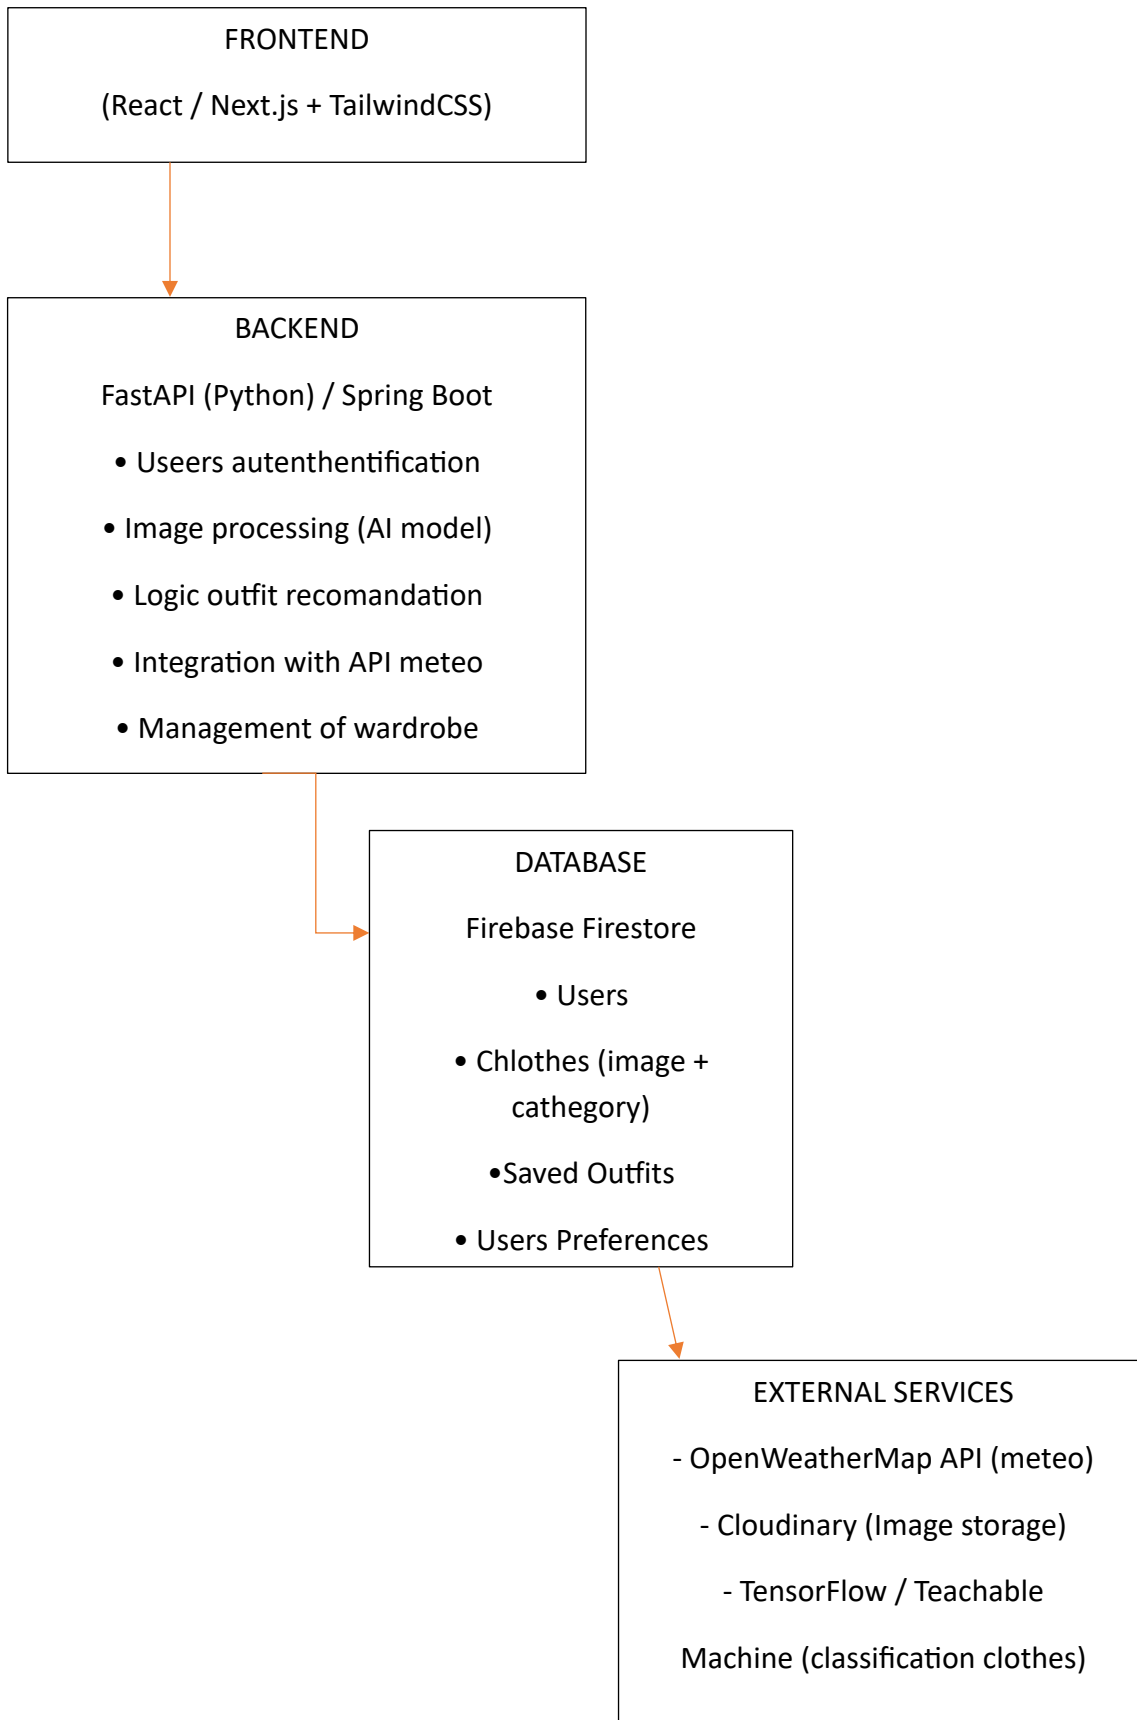 FRONTEND
(React / Next.js + TailwindCSS)
BACKEND
FastAPI (Python) / Spring Boot
• Useers autenthentification
• Image processing (AI model)
• Logic outfit recomandation
• Integration with API meteo
• Management of wardrobe
DATABASE
Firebase Firestore
• Users
• Chlothes (image +
cathegory)
•Saved Outfits
• Users Preferences
EXTERNAL SERVICES
- OpenWeatherMap API (meteo)
- Cloudinary (Image storage)
- TensorFlow / Teachable
Machine (classification clothes)